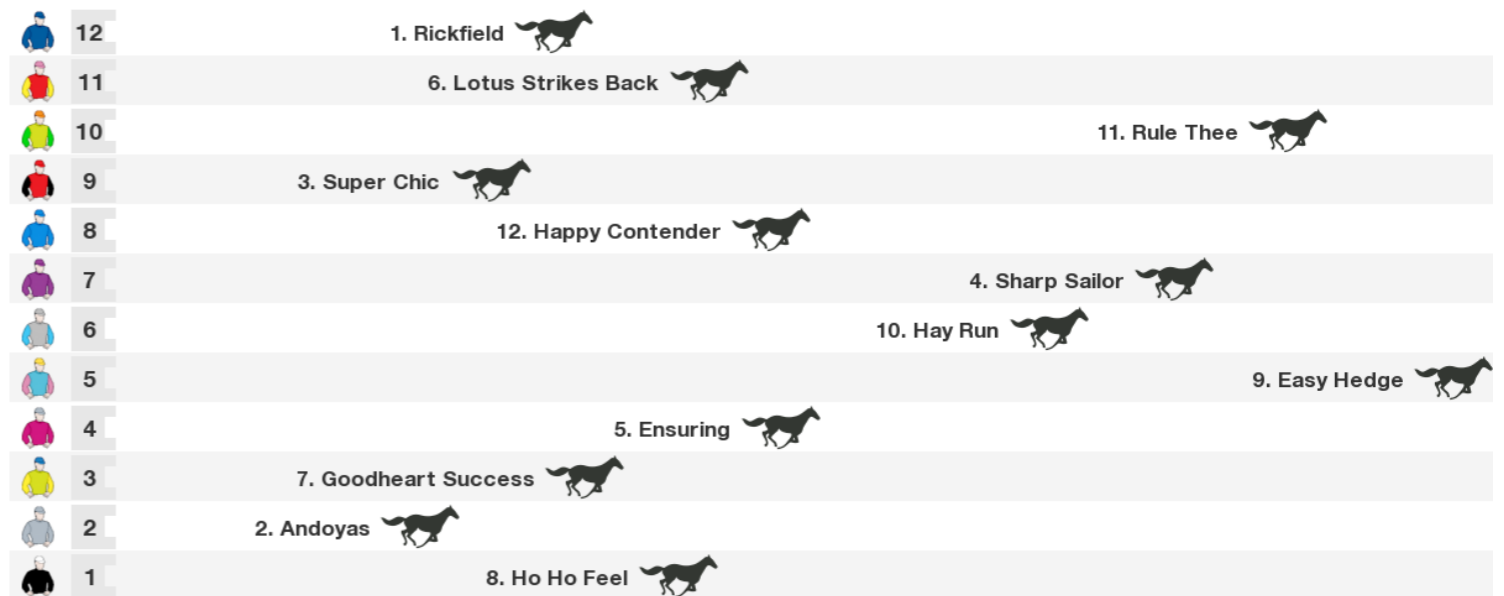 12 1. Rickfield
11 6. Lotus Strikes Back
10 11. Rule Thee
9 3. Super Chic
8 12. Happy Contender
7 4. Sharp Sailor
6 10. Hay Run
5 9. Easy Hedge
4 5. Ensuring
3 7. Goodheart Success
2 2. Andoyas
1 8. Ho Ho Feel